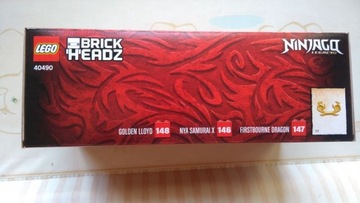 LEGO
BRICK
HEADZ
NINJAGO
40490
GOLDEN LLOYD 148
NYA SAMURAI X 146
FIRSTBOURNE DRAGON 147